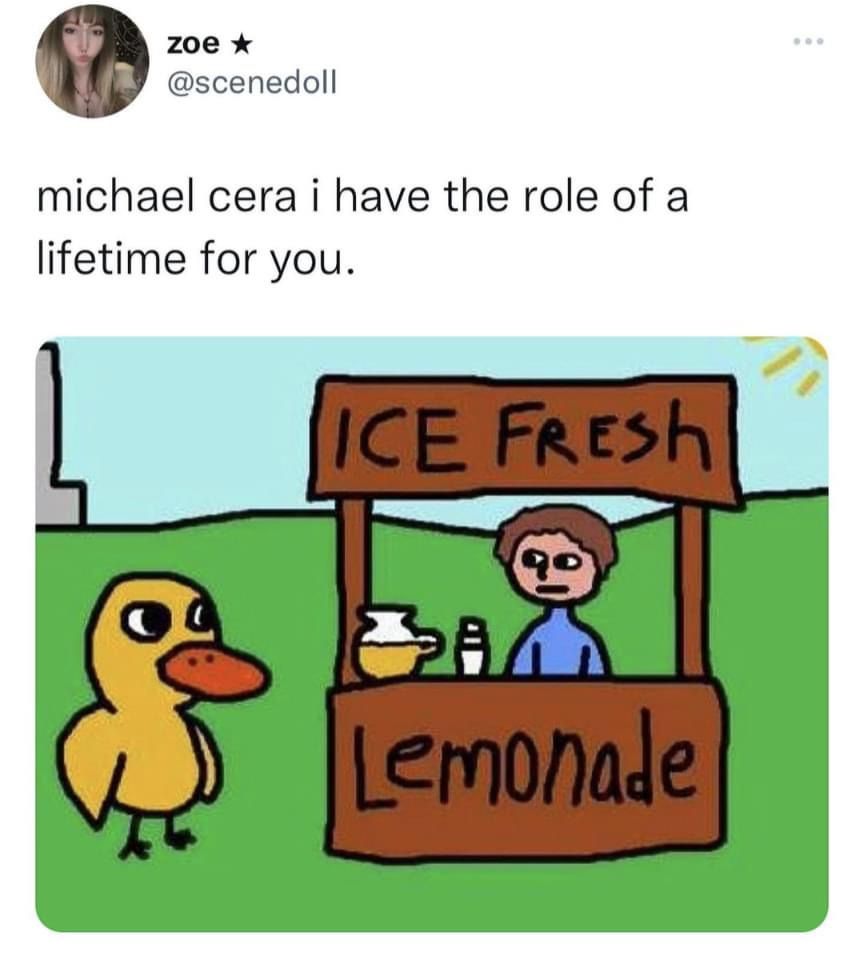 zoe ★
@scenedoll
michael cera i have the role of a
lifetime for you.
ICE FRESh
Lemonade